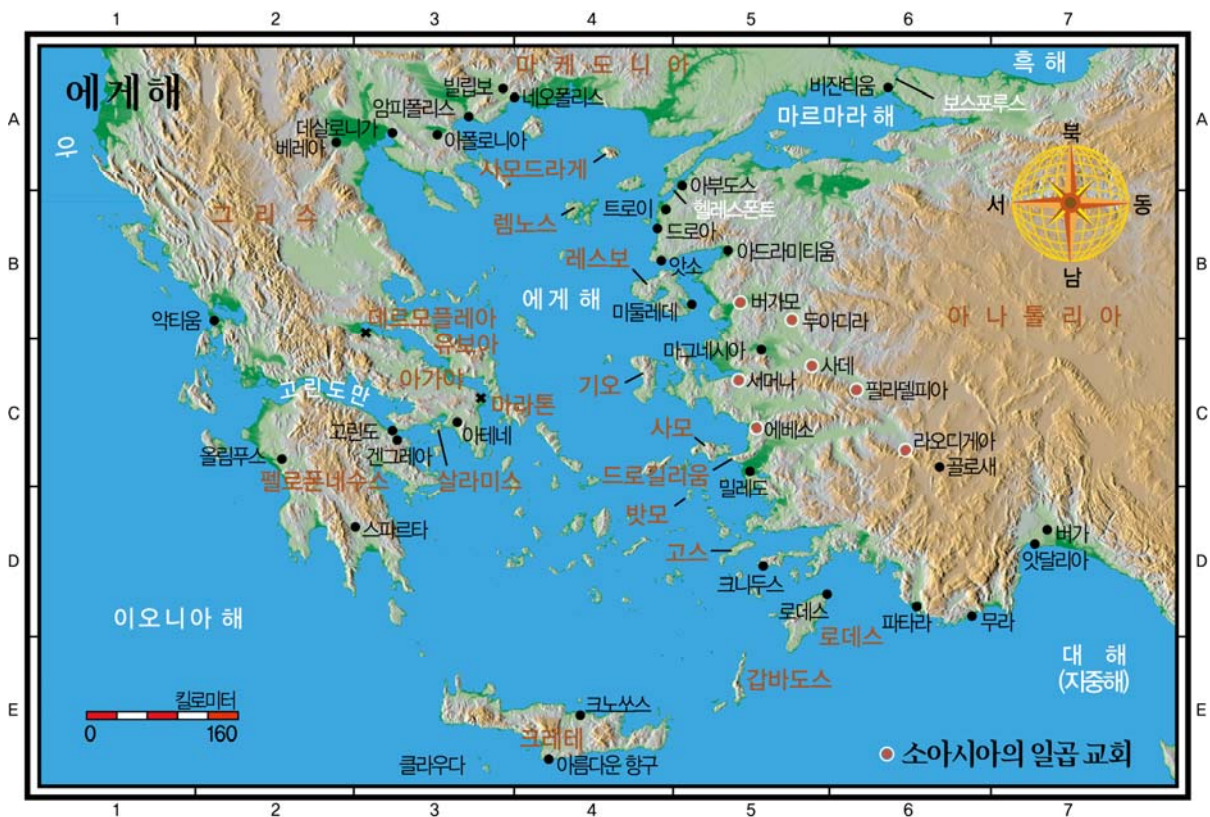 1 2 3 4 5 6 7
에게해
마케도니아
흑해
빌립보
네오폴리스
비잔티움
암피폴리스
보스포루스
A
A
데살로니가
아폴로니아
마르마라해
베레아
아
북
사모드라게
아부도스
그리스
렘노스
트로이
헬레스폰트
서
동
드로아
아드라미티움
B
B
레스보
앗소
남
에게해
미둘레데
버가모
악티움
데르모플레아
두아디라
아나톨리아
유보아
마그네시아
사데
아가야
기오
서머나
필라델피아
고린도만
마라톤
C
C
고린도
아테네
사모
에베소
라오디게아
올림푸스
겐그레아
드로킬리움
골로새
펠로폰네수스
살라미스
밀레도
밧모
스파르타
버가
고스
앗달리아
D
D
크니두스
이오니아해
로데스
파타라
무라
로데스
대해
(지중해)
갑바도스
킬로미터
크노쏘스
E
E
0 160
크레테
클라우다
아름다운 항구
소아시아의 일곱 교회
1 2 3 4 5 6 7